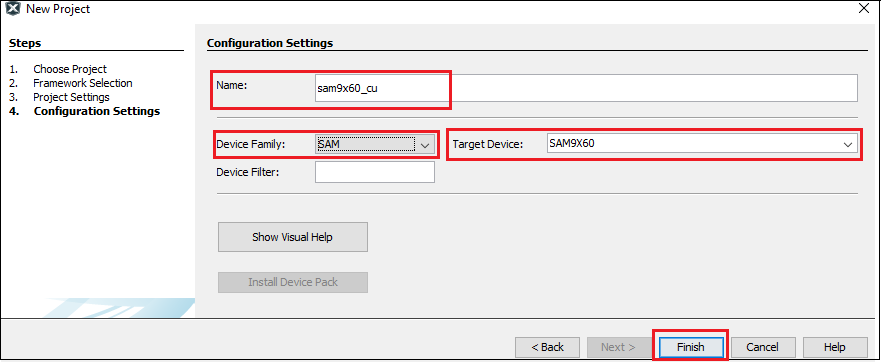 New Project
Steps
1. Choose Project
2. Framework Selection
3. Project Settings
4. Configuration Settings
Configuration Settings
Name: sam9x60_cu
Device Family: SAM Target Device: SAM9X60
Device Filter:
Show Visual Help
Install Device Pack
< Back Next > Finish Cancel Help